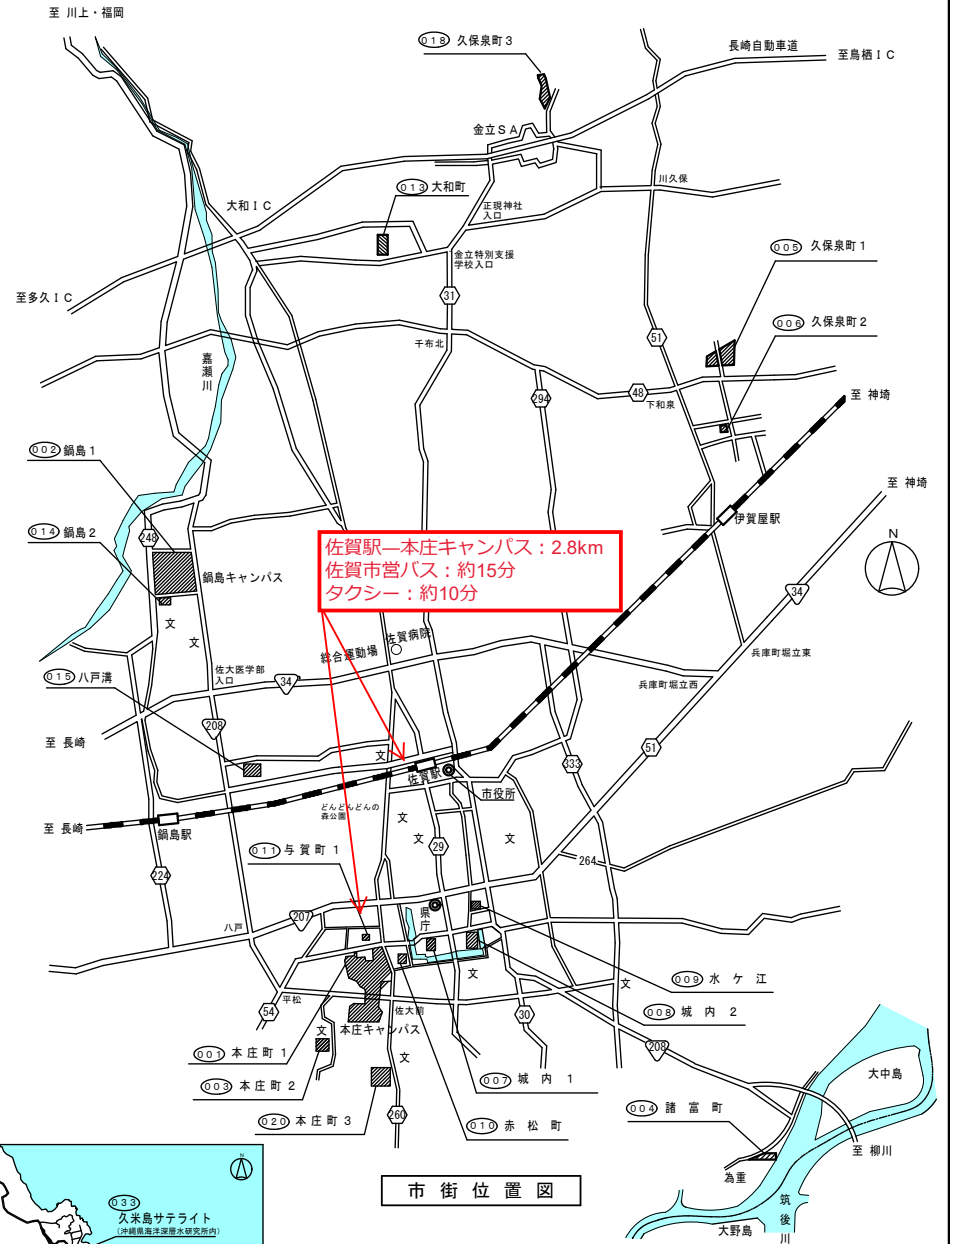 至 川上・福岡
018 久保泉町3
長崎自動車道
至鳥栖IC
金立SA
013 大和町
川久保
大和IC
正現神社
入口
005 久保泉町1
金立特別支援
学校入口
至多久IC
31
006 久保泉町2
51
千布北
嘉瀬川
294
48
下和泉
至 神埼
002 鍋島1
至 神埼
伊賀屋駅
014 鍋島2
248
N
佐賀駅―本庄キャンパス：2.8km
佐賀市営バス：約15分
タクシー：約10分
鍋島キャンパス
34
文
文
佐賀病院
総合運動場
兵庫町堀立東
佐大医学部
入口
015 八戸溝
34
兵庫町堀立西
208
至 長崎
51
文
佐賀駅
333
市役所
どんどんどんの
森公園
至 長崎
鍋島駅
文
文
文
29
011 与賀町1
264
224
207
県庁
八戸
文
文
009 水ケ江
平松
54
佐大前
008 城内2
30
文
本庄キャンパス
001 本庄町1
文
208
大中島
007 城内1
003 本庄町2
004 諸富町
020 本庄町3
260
010 赤松町
至 柳川
為重
市街位置図
筑後川
大野島
033
久米島サテライト
(沖縄県海洋深層水研究所内)